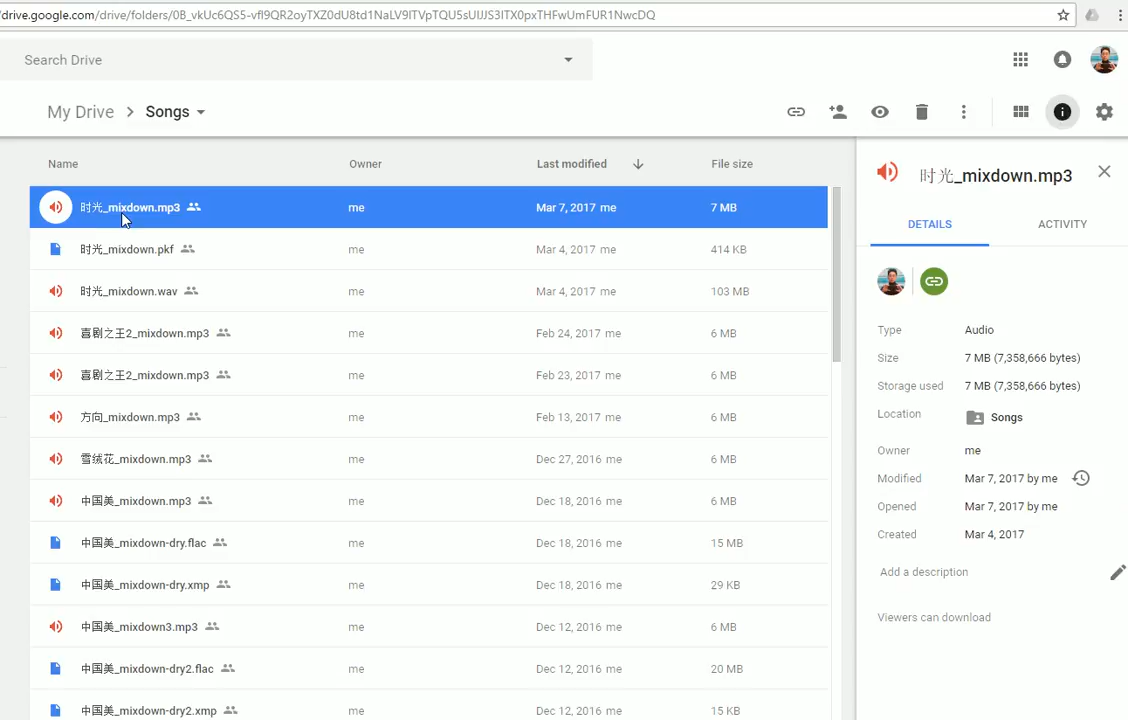 /drive.google.com/drive/folders/0B_vkUc6QS5-vfl9QR2oyTXZ0dU8td1NaLV9lTVpTQU5sUlJJS3lTX0pxTHFwUmFUR1NwcDQ
Search Drive
My Drive > Songs
Name Owner Last modified File size
时光_mixdown.mp3 me Mar 7, 2017 me 7 MB
时光_mixdown.pkf me Mar 4, 2017 me 414 KB
时光_mixdown.wav me Mar 4, 2017 me 103 MB
喜剧之王2_mixdown.mp3 me Feb 24, 2017 me 6 MB
喜剧之王2_mixdown.mp3 me Feb 23, 2017 me 6 MB
方向_mixdown.mp3 me Feb 13, 2017 me 6 MB
雪绒花_mixdown.mp3 me Dec 27, 2016 me 6 MB
中国美_mixdown.mp3 me Dec 18, 2016 me 6 MB
中国美_mixdown-dry.flac me Dec 18, 2016 me 15 MB
中国美_mixdown-dry.xmp me Dec 18, 2016 me 29 KB
中国美_mixdown3.mp3 me Dec 12, 2016 me 6 MB
中国美_mixdown-dry2.flac me Dec 12, 2016 me 20 MB
中国美_mixdown-dry2.xmp me Dec 12, 2016 me 15 KB
时光_mixdown.mp3
DETAILS ACTIVITY
Type Audio
Size 7 MB (7,358,666 bytes)
Storage used 7 MB (7,358,666 bytes)
Location Songs
Owner me
Modified Mar 7, 2017 by me
Opened Mar 7, 2017 by me
Created Mar 4, 2017
Add a description
Viewers can download